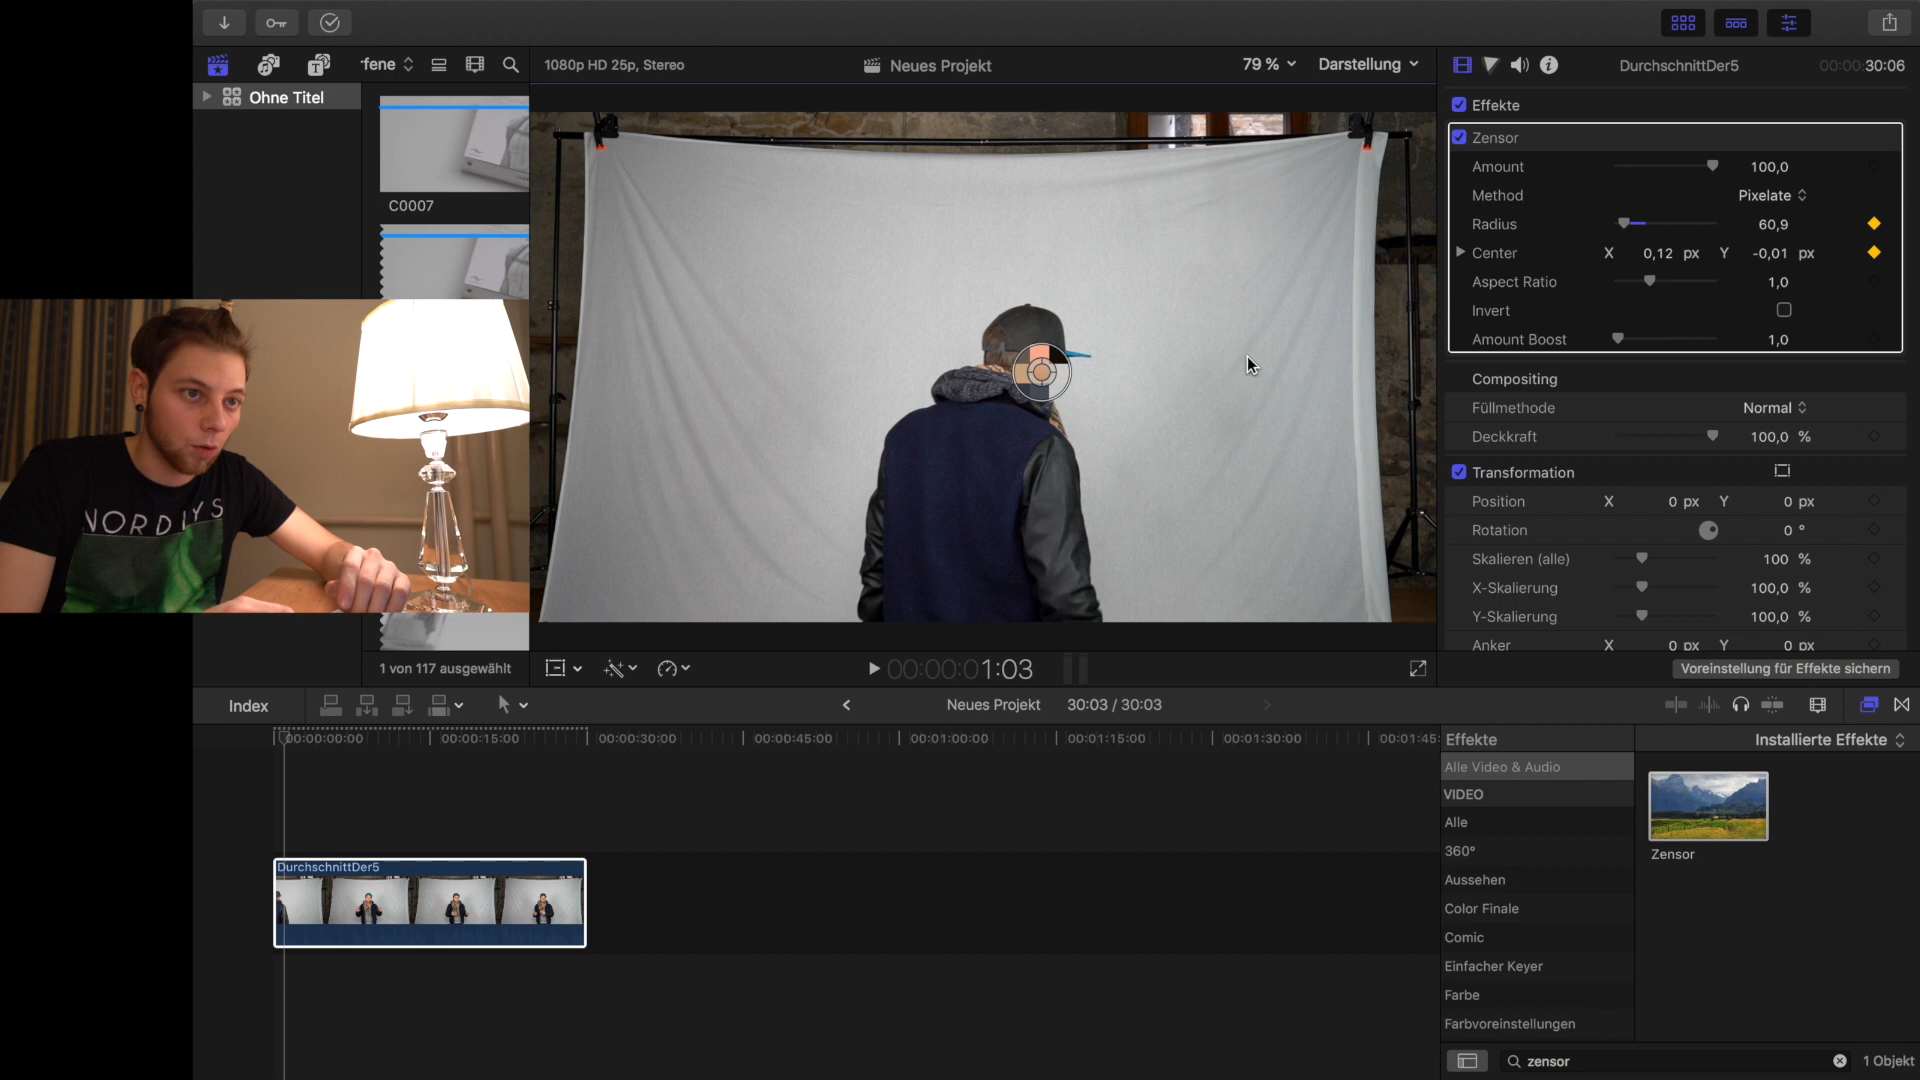 1080p HD 25p, Stereo
Neues Projekt
79 %
Darstellung
DurchschnittDer5
00:00:00:30:06
Ohne Titel
C0007
1 von 117 ausgewählt
NORD
Effekte
Zensor
Amount 100,0
Method Pixelate
Radius 60,9
Center X 0,12 px Y -0,01 px
Aspect Ratio 1,0
Invert
Amount Boost 1,0
Compositing
Füllmethode Normal
Deckkraft 100,0 %
Transformation
Position X 0 px Y 0 px
Rotation 0 °
Skalieren (alle) 100 %
X-Skalierung 100,0 %
Y-Skalierung 100,0 %
Anker X 0 px Y 0 px
Voreinstellung für Effekte sichern
00:00:01:03
Index
Neues Projekt 30:03 / 30:03
00:00:00:00 00:00:15:00 00:00:30:00 00:00:45:00 00:01:00:00 00:01:15:00 00:01:30:00 00:01:45:
DurchschnittDer5
Effekte
Installierte Effekte
Alle Video & Audio
VIDEO
Alle
360°
Aussehen
Color Finale
Comic
Einfacher Keyer
Farbe
Farbvoreinstellungen
Zensor
zensor
1 Objekt